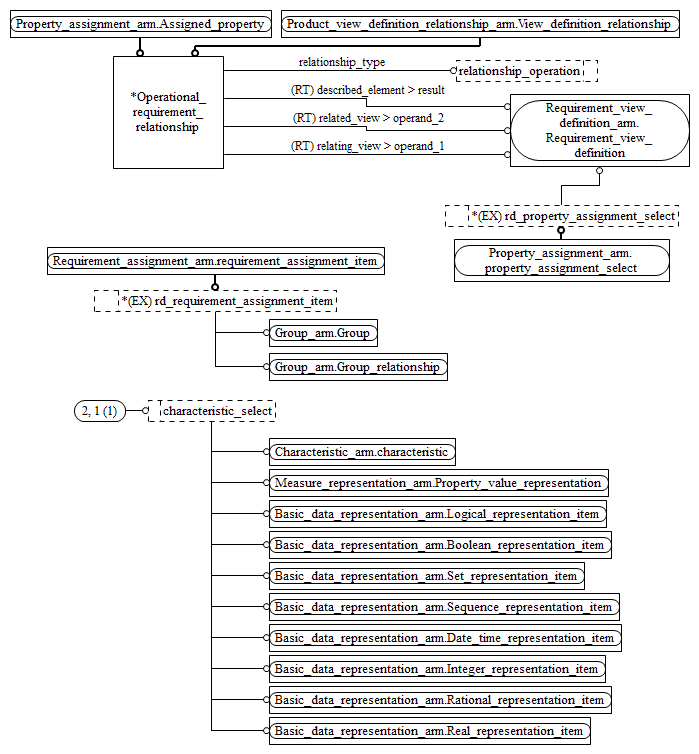 Property_assignment_arm.Assigned_property
Product_view_definition_relationship_arm.View_definition_relationship
*Operational_
requirement_
relationship
relationship_type
relationship_operation
(RT) described_element > result
(RT) related_view > operand_2
(RT) relating_view > operand_1
Requirement_view_
definition_arm.
Requirement_view_
definition
*(EX) rd_property_assignment_select
Property_assignment_arm.
property_assignment_select
Requirement_assignment_arm.requirement_assignment_item
*(EX) rd_requirement_assignment_item
Group_arm.Group
Group_arm.Group_relationship
2, 1 (1)
characteristic_select
Characteristic_arm.characteristic
Measure_representation_arm.Property_value_representation
Basic_data_representation_arm.Logical_representation_item
Basic_data_representation_arm.Boolean_representation_item
Basic_data_representation_arm.Set_representation_item
Basic_data_representation_arm.Sequence_representation_item
Basic_data_representation_arm.Date_time_representation_item
Basic_data_representation_arm.Integer_representation_item
Basic_data_representation_arm.Rational_representation_item
Basic_data_representation_arm.Real_representation_item